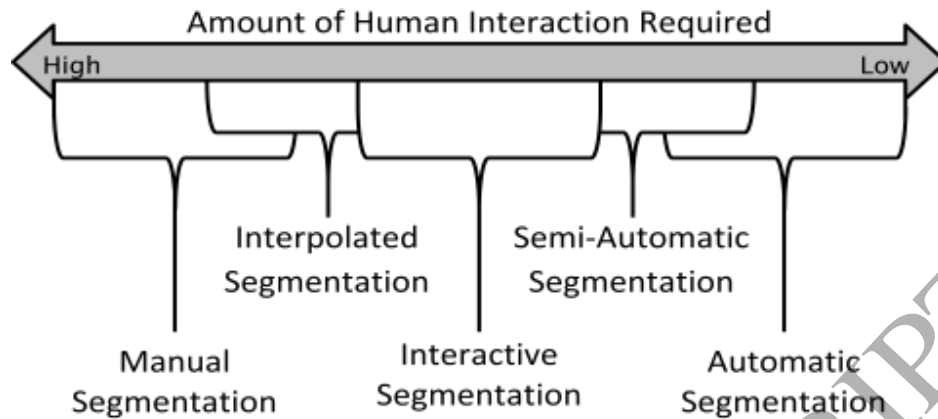 Amount of Human Interaction Required
High
Low
Interpolated
Segmentation
Semi-Automatic
Segmentation
Manual
Segmentation
Interactive
Segmentation
Automatic
Segmentation